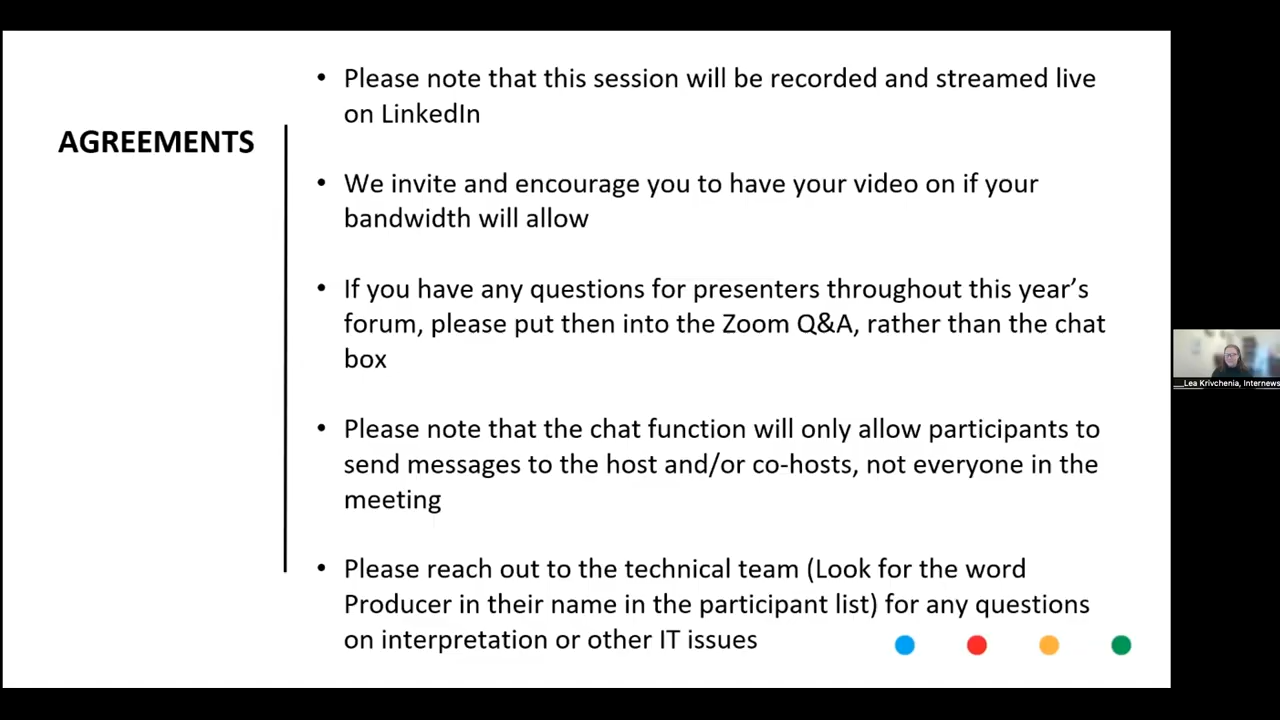 AGREEMENTS
• Please note that this session will be recorded and streamed live
on LinkedIn
• We invite and encourage you to have your video on if your
bandwidth will allow
• If you have any questions for presenters throughout this year’s
forum, please put then into the Zoom Q&A, rather than the chat
box
• Please note that the chat function will only allow participants to
send messages to the host and/or co-hosts, not everyone in the
meeting
• Please reach out to the technical team (Look for the word
Producer in their name in the participant list) for any questions
on interpretation or other IT issues
__Lea Krivchenia, Internews